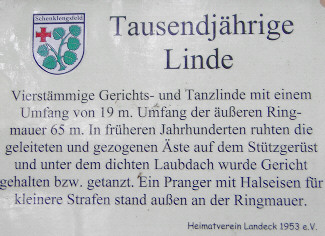 Schenklengsfeld
Tausendjährige
Linde
Vierstämmige Gerichts- und Tanzlinde mit einem
Umfang von 19 m. Umfang der äußeren Ring-
mauer 65 m. In früheren Jahrhunderten ruhten die
geleiteten und gezogenen Äste auf dem Stützgerüst
und unter dem dichten Laubdach wurde Gericht
gehalten bzw. getanzt. Ein Pranger mit Halseisen für
kleinere Strafen stand außen an der Ringmauer.
Heimatverein Landeck 1953 e.V.